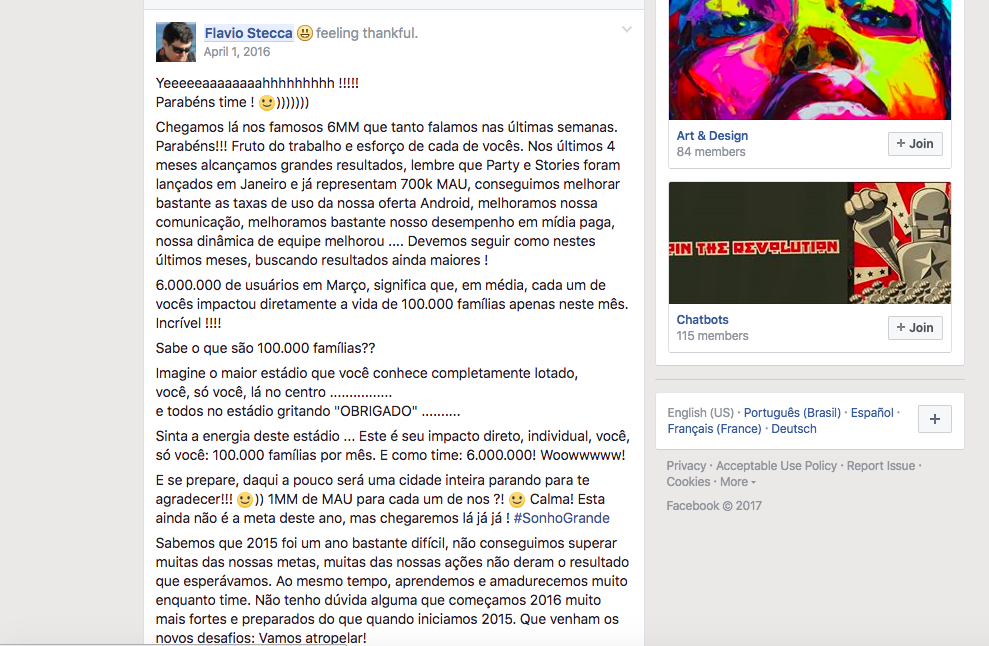 Flavio Stecca feeling thankful.
April 1, 2016
Yeeeeeaaaaaaaahhhhhhhhh !!!!!
Parabéns time ! )))))))
Chegamos lá nos famosos 6MM que tanto falamos nas últimas semanas.
Parabéns!!! Fruto do trabalho e esforço de cada de vocês. Nos últimos 4
meses alcançamos grandes resultados, lembre que Party e Stories foram
lançados em Janeiro e já representam 700k MAU, conseguimos melhorar
bastante as taxas de uso da nossa oferta Android, melhoramos nossa
comunicação, melhoramos bastante nosso desempenho em mídia paga,
nossa dinâmica de equipe melhorou .... Devemos seguir como nestes
últimos meses, buscando resultados ainda maiores !
6.000.000 de usuários em Março, significa que, em média, cada um de
vocês impactou diretamente a vida de 100.000 famílias apenas neste mês.
Incrível !!!!
Sabe o que são 100.000 famílias??
Imagine o maior estádio que você conhece completamente lotado,
você, só você, lá no centro ................
e todos no estádio gritando "OBRIGADO" ..........
Sinta a energia deste estádio ... Este é seu impacto direto, individual, você,
só você: 100.000 famílias por mês. E como time: 6.000.000! Woowwwww!
E se prepare, daqui a pouco será uma cidade inteira parando para te
agradecer!!! )) 1MM de MAU para cada um de nos ?! Calma! Esta
ainda não é a meta deste ano, mas chegaremos lá já já ! #SonhoGrande
Sabemos que 2015 foi um ano bastante difícil, não conseguimos superar
muitas das nossas metas, muitas das nossas ações não deram o resultado
que esperávamos. Ao mesmo tempo, aprendemos e amadurecemos muito
enquanto time. Não tenho dúvida alguma que começamos 2016 muito
mais fortes e preparados do que quando iniciamos 2015. Que venham os
novos desafios: Vamos atropelar!
Art & Design
84 members
+ Join
IN THE REVOLUTION
Chatbots
115 members
+ Join
English (US) · Português (Brasil) · Español ·
Français (France) · Deutsch
+
Privacy · Acceptable Use Policy · Report Issue ·
Cookies · More
Facebook © 2017